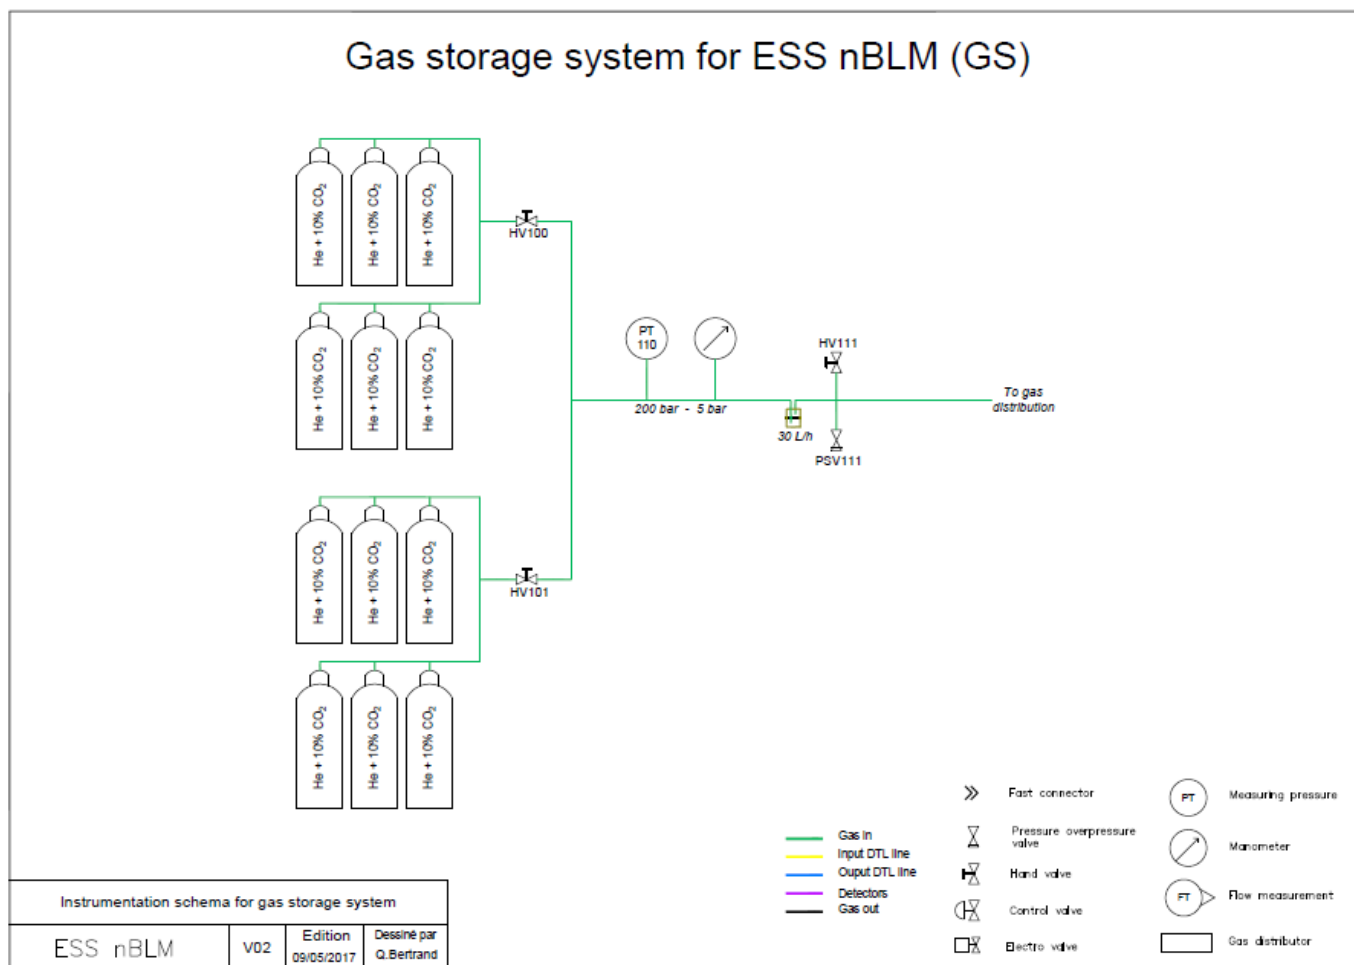 Gas storage system for ESS nBLM (GS)
He + 10% CO2
He + 10% CO2
He + 10% CO2
HV100
He + 10% CO2
He + 10% CO2
He + 10% CO2
PT
110
HV111
200 bar - 5 bar
To gas
distribution
30 L/h
PSV111
He + 10% CO2
He + 10% CO2
He + 10% CO2
HV101
He + 10% CO2
He + 10% CO2
He + 10% CO2
Gas in
Input DTL line
Ouput DTL line
Detectors
Gas out
Fast connector
Pressure overpressure
valve
Hand valve
Control valve
Electro valve
PT
Measuring pressure
Manometer
FT
Flow measurement
Gas distributor
Instrumentation schema for gas storage system
ESS nBLM
V02
Edition
09/05/2017
Dessiné par
Q.Bertrand